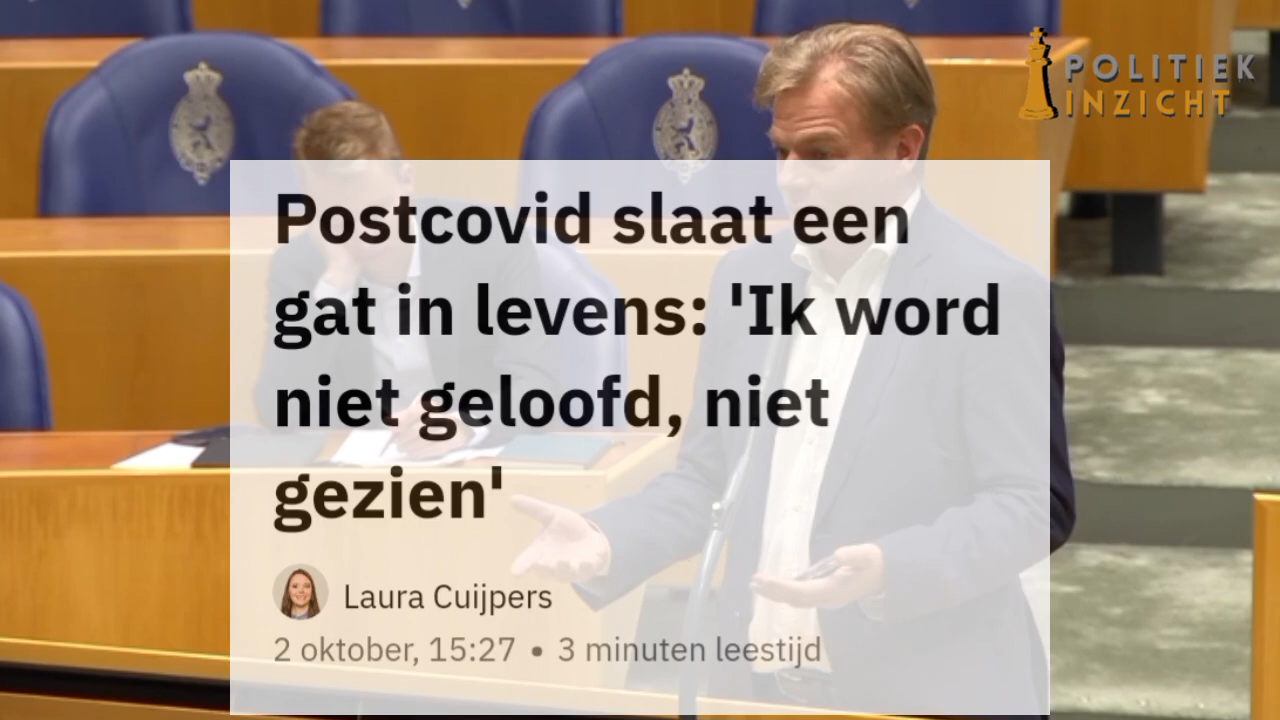 POLITIEK
INZICHT
Postcovid slaat een
gat in levens: 'Ik word
niet geloofd, niet
gezien'
Laura Cuijpers
2 oktober, 15:27 • 3 minuten leestijd